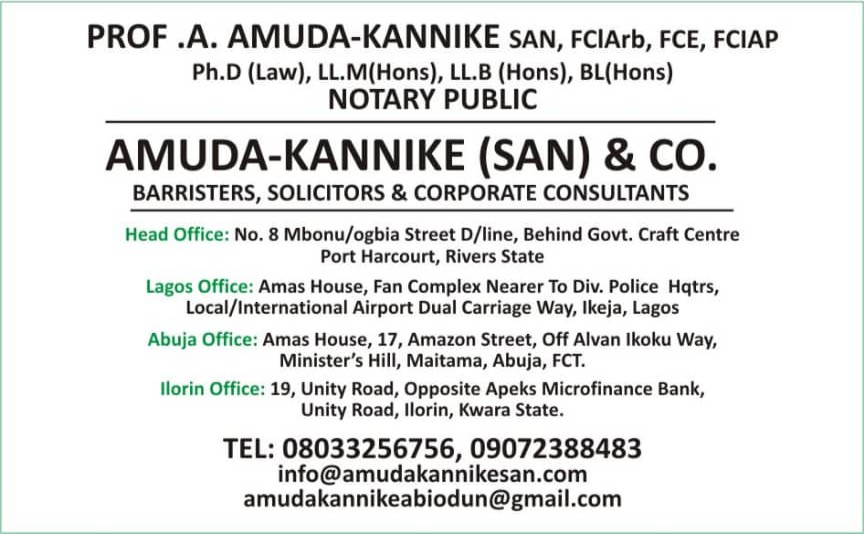 PROF .A. AMUDA-KANNIKE SAN, FCIArb, FCE, FCIAP
Ph.D (Law), LL.M(Hons), LL.B (Hons), BL(Hons)
NOTARY PUBLIC
AMUDA-KANNIKE (SAN) & CO.
BARRISTERS, SOLICITORS & CORPORATE CONSULTANTS
Head Office: No. 8 Mbonu/ogbia Street D/line, Behind Govt. Craft Centre
Port Harcourt, Rivers State
Lagos Office: Amas House, Fan Complex Nearer To Div. Police Hqtrs,
Local/International Airport Dual Carriage Way, Ikeja, Lagos
Abuja Office: Amas House, 17, Amazon Street, Off Alvan Ikoku Way,
Minister's Hill, Maitama, Abuja, FCT.
Ilorin Office: 19, Unity Road, Opposite Apeks Microfinance Bank,
Unity Road, Ilorin, Kwara State.
TEL: 08033256756, 09072388483
info@amudakannikesan.com
amudakannikeabiodun@gmail.com